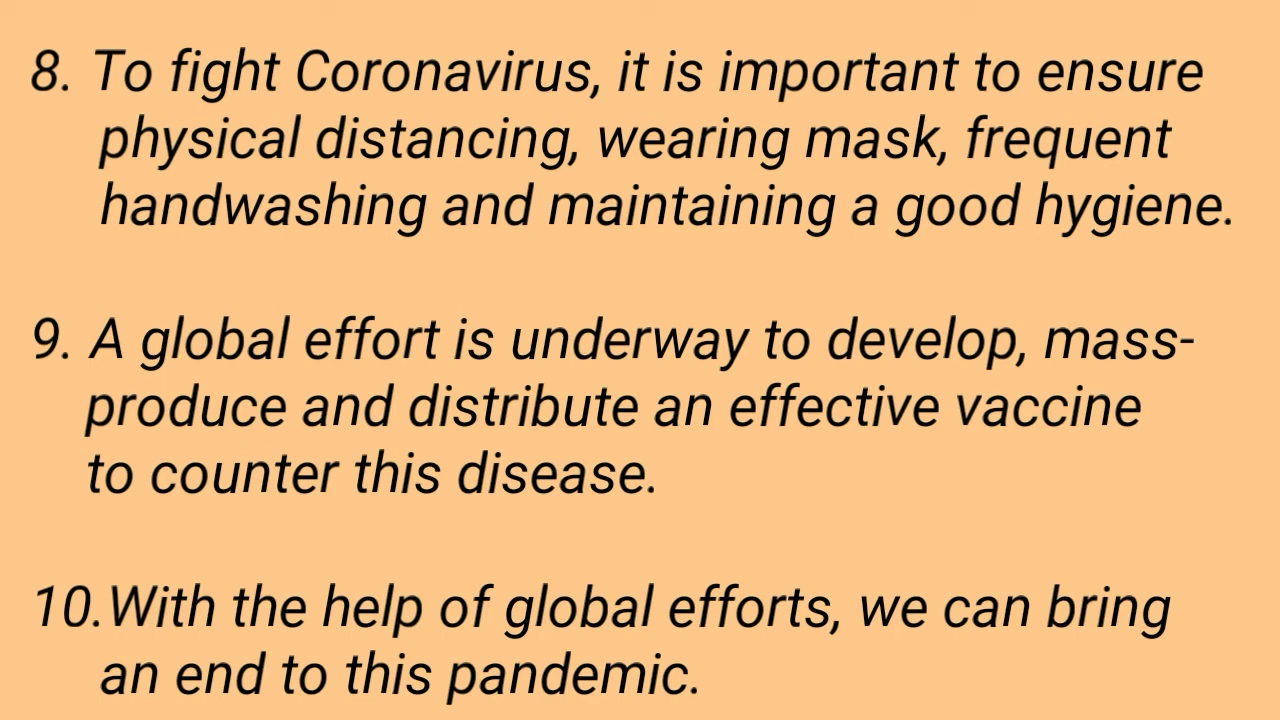 8. To fight Coronavirus, it is important to ensure
physical distancing, wearing mask, frequent
handwashing and maintaining a good hygiene.
9. A global effort is underway to develop, mass-
produce and distribute an effective vaccine
to counter this disease.
10.With the help of global efforts, we can bring
an end to this pandemic.